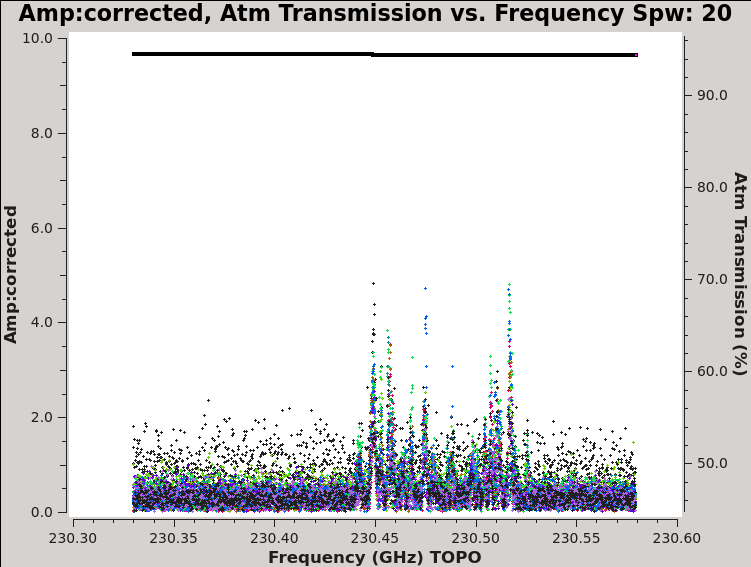 Amp:corrected, Atm Transmission vs. Frequency Spw: 20
10.0
8.0
6.0
4.0
2.0
0.0
Amp:corrected
90.0
80.0
70.0
60.0
50.0
Atm Transmission (%)
230.30 230.35 230.40 230.45 230.50 230.55 230.60
Frequency (GHz) TOPO